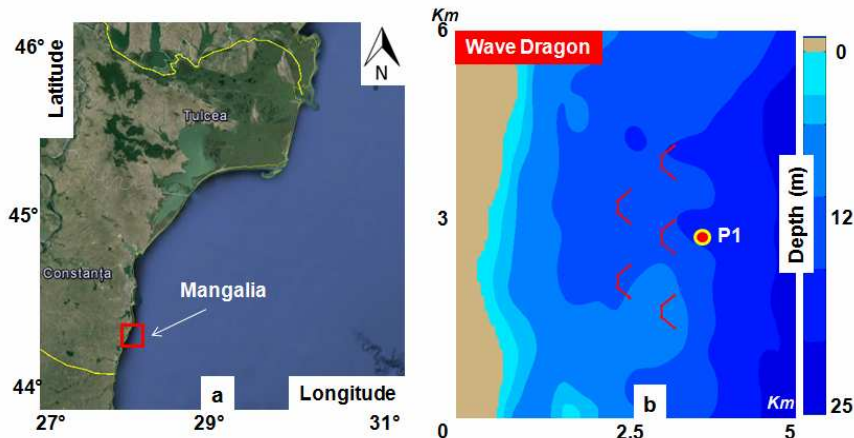 46°
Latitude
N
Tulcea
45°
Constanța
Mangalia
44°
a
Longitude
27°
29°
31°
Km
6
Wave Dragon
3
P1
0
12
25
Depth (m)
b
Km
0
2.5
5